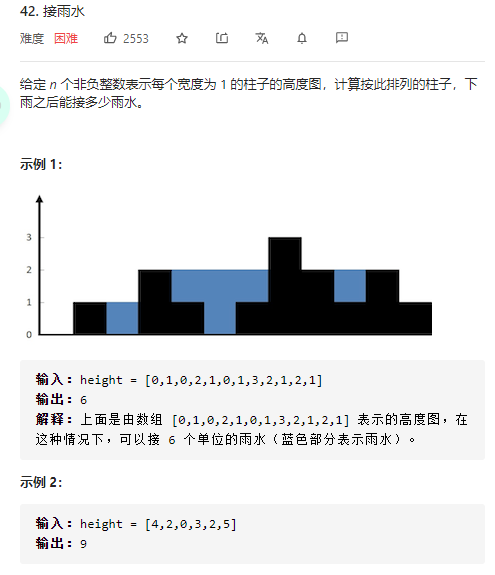 42. 接雨水
难度 困难 2553
给定 n 个非负整数表示每个宽度为 1 的柱子的高度图，计算按此排列的柱子，下
雨之后能接多少雨水。
示例 1：
3
2
1
0
输入：height = [0,1,0,2,1,0,1,3,2,1,2,1]
输出：6
解释：上面是由数组 [0,1,0,2,1,0,1,3,2,1,2,1] 表示的高度图，在
这种情况下，可以接 6 个单位的雨水（蓝色部分表示雨水）。
示例 2：
输入：height = [4,2,0,3,2,5]
输出：9